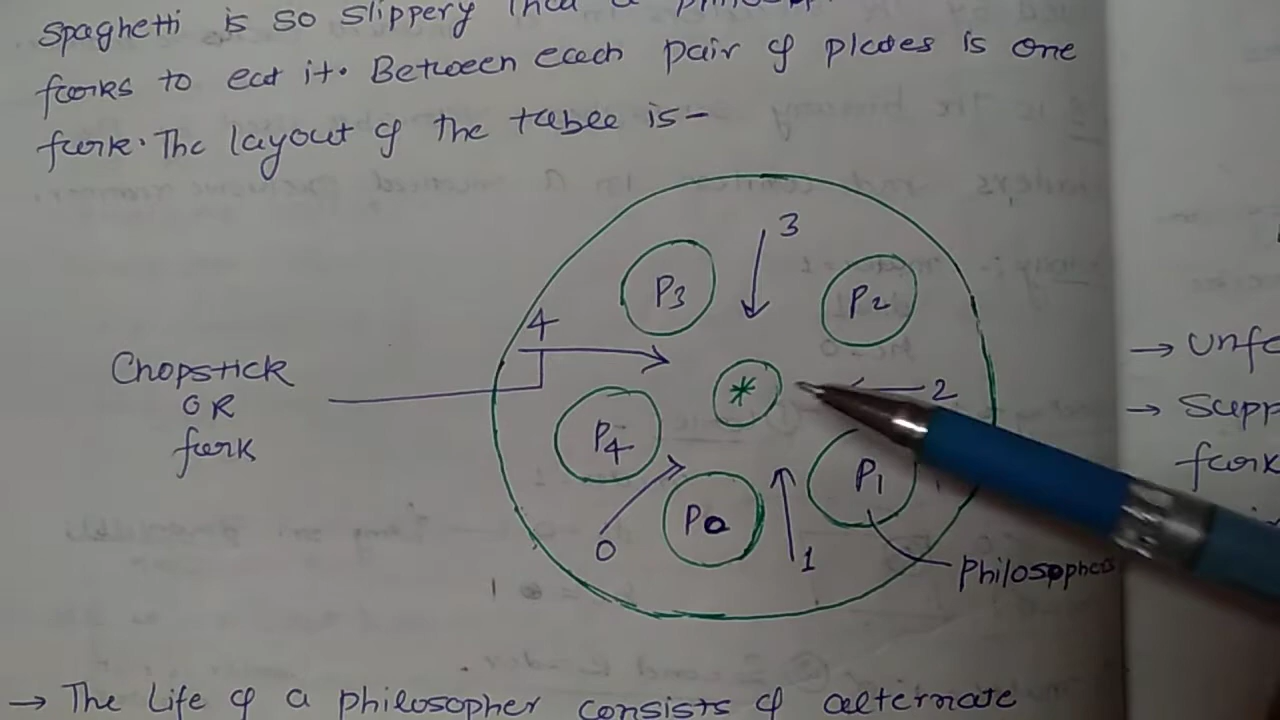 spaghetti is so slippery that a
forks to eat it. Between each pair of plates is one
fork. The layout of the table is-
3
P3
P2
4
Chopstick
OR
fork
*
2
P4
P1
P0
0
1
Philosophers
→ The life of a philosopher consists of alternate
→ 
→